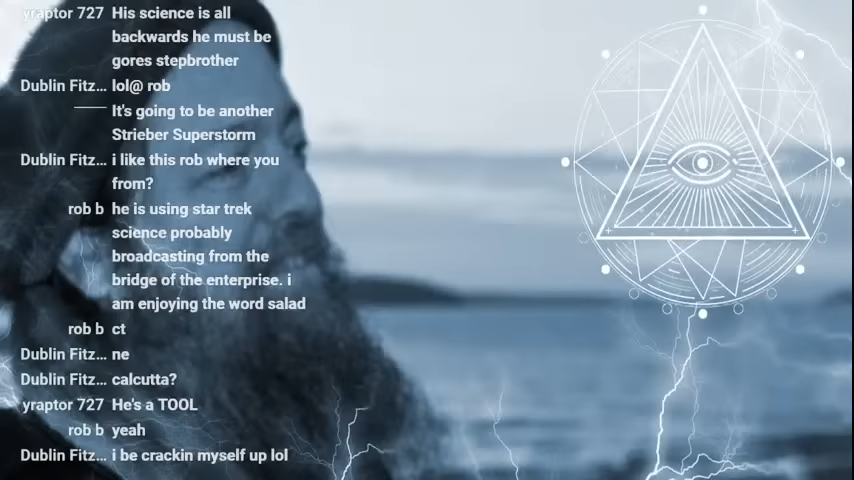 yraptor 727 His science is all
backwards he must be
gores stepbrother
Dublin Fitz... lol@ rob
It's going to be another
Strieber Superstorm
Dublin Fitz... i like this rob where you
from?
rob b he is using star trek
science probably
broadcasting from the
bridge of the enterprise. i
am enjoying the word salad
rob b ct
Dublin Fitz... ne
Dublin Fitz... calcutta?
yraptor 727 He's a TOOL
rob b yeah
Dublin Fitz... i be crackin myself up lol